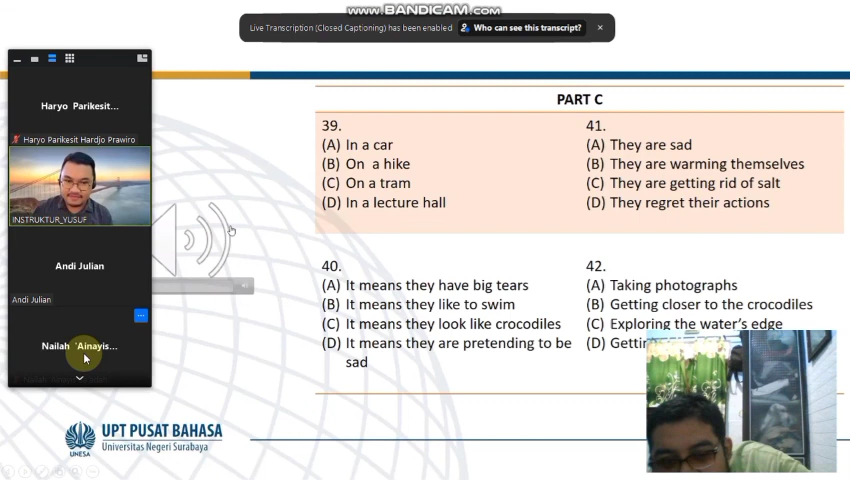 www.BANDICAM.com
Live Transcription (Closed Captioning) has been enabled
Who can see this transcript?
Haryo Parikesit...
Haryo Parikesit Hardjo Prawiro
INSTRUKTUR_YUSUF
Andi Julian
Andi Julian
Nailah 'Ainayis...
PART C
39.
(A) In a car
(B) On a hike
(C) On a tram
(D) In a lecture hall
41.
(A) They are sad
(B) They are warming themselves
(C) They are getting rid of salt
(D) They regret their actions
40.
(A) It means they have big tears
(B) It means they like to swim
(C) It means they look like crocodiles
(D) It means they are pretending to be
sad
42.
(A) Taking photographs
(B) Getting closer to the crocodiles
(C) Exploring the water's edge
(D)
UNESA
UPT PUSAT BAHASA
Universitas Negeri Surabaya